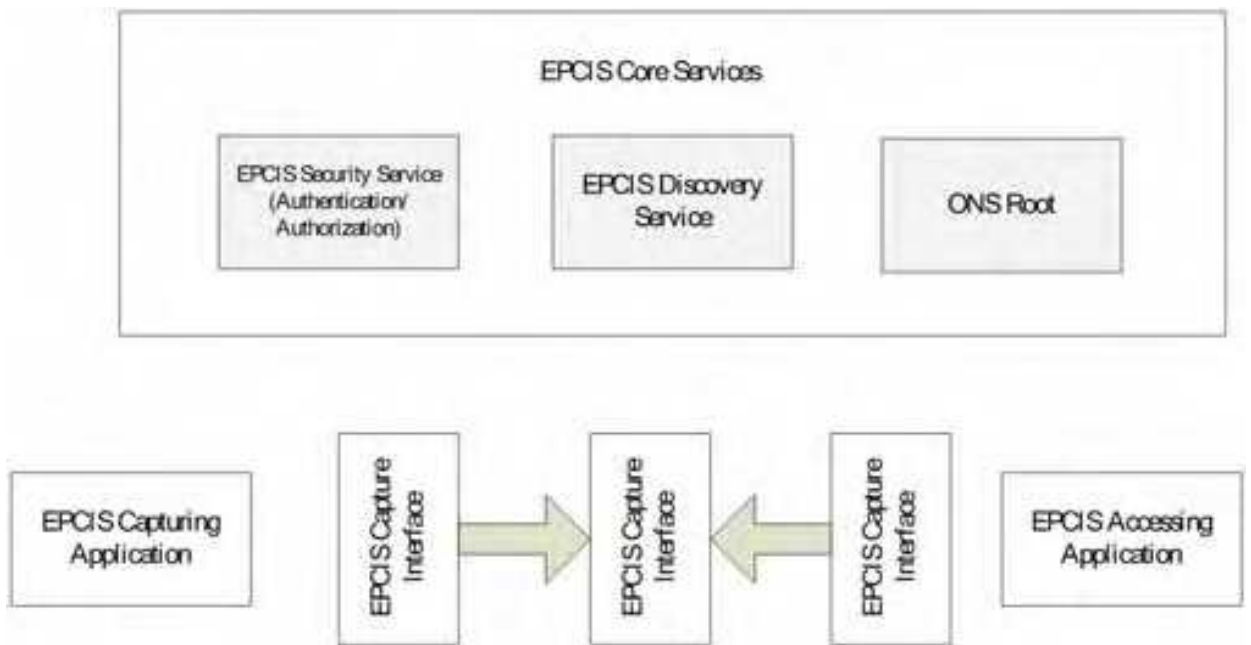 EPCIS Core Services
EPCIS Security Service
(Authentication/
Authorization)
EPCIS Discovery
Service
ONS Root
EPCIS Capturing
Application
EPCIS Capture
Interface
EPCIS Capture
Interface
EPCIS Capture
Interface
EPCIS Accessing
Application